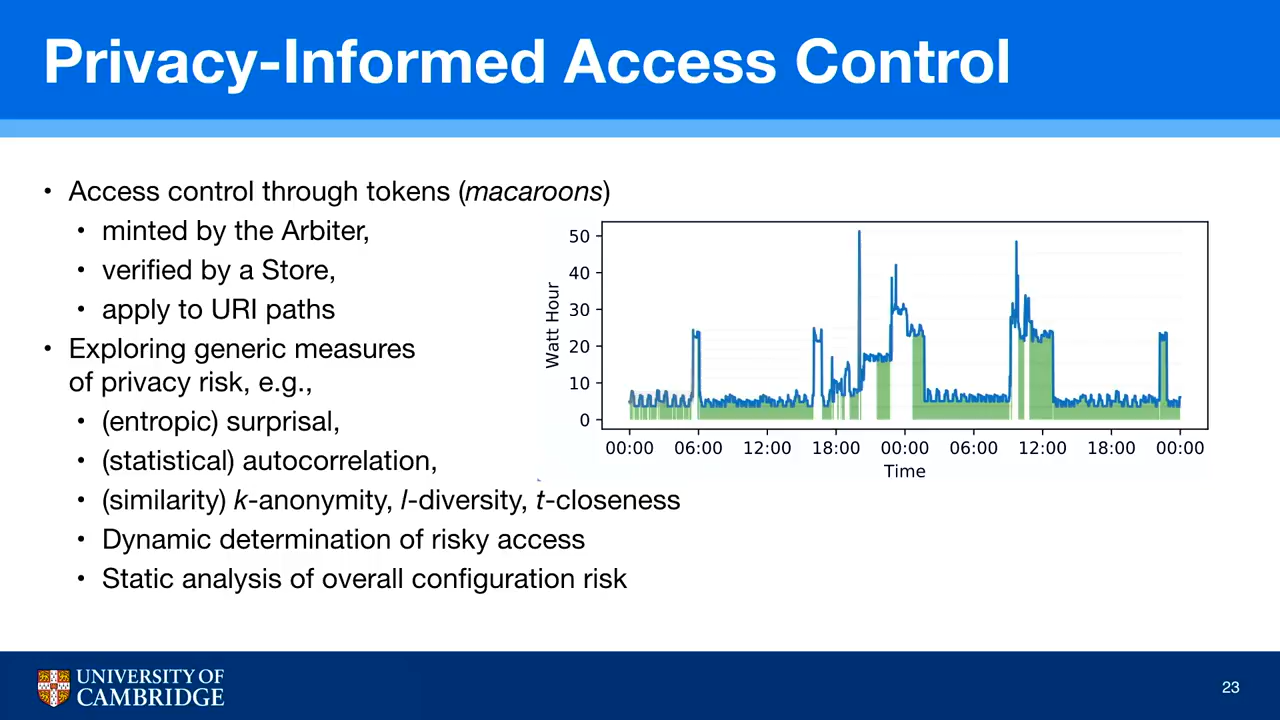 Privacy-Informed Access Control
• Access control through tokens (macaroons)
• minted by the Arbiter,
• verified by a Store,
• apply to URI paths
• Exploring generic measures
of privacy risk, e.g.,
• (entropic) surprisal,
• (statistical) autocorrelation,
• (similarity) k-anonymity, l-diversity, t-closeness
• Dynamic determination of risky access
• Static analysis of overall configuration risk
Watt Hour
50
40
30
20
10
0
00:00 06:00 12:00 18:00 00:00 06:00 12:00 18:00 00:00
Time
UNIVERSITY OF
CAMBRIDGE
23